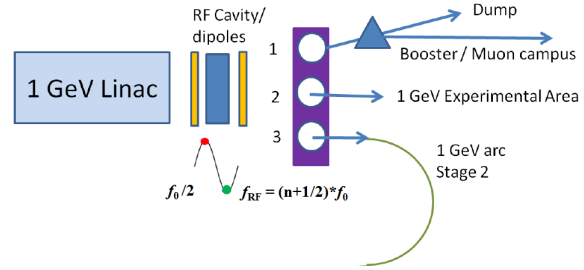 RF Cavity/
dipoles
Dump
1
Booster / Muon campus
1 GeV Linac
2
1 GeV Experimental Area
3
1 GeV arc
Stage 2
f₀/2
f_RF = (n+1/2)*f₀